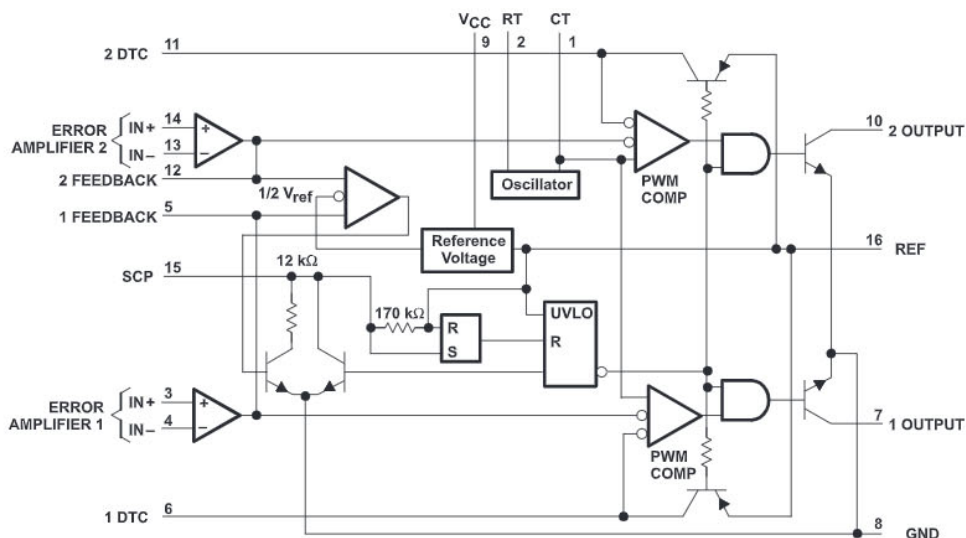 VCC RT CT
11 9 2 1
2 DTC
14
IN+
ERROR
AMPLIFIER 2
13
IN−
+
−
12
2 FEEDBACK
5
1 FEEDBACK
1/2 Vref
Oscillator
PWM
COMP
10
2 OUTPUT
Reference
Voltage
16
REF
15
SCP
12 kΩ
170 kΩ
R
S
UVLO
R
3
IN+
ERROR
AMPLIFIER 1
4
IN−
+
−
PWM
COMP
7
1 OUTPUT
6
1 DTC
8
GND